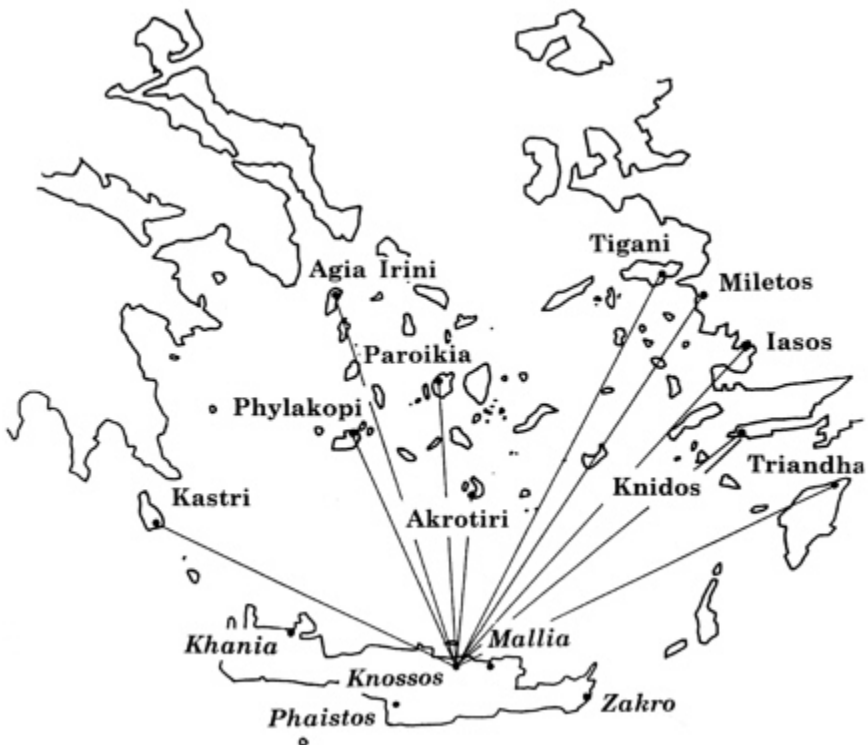 Tigani
Agia Irini
Miletos
Iasos
Paroikia
Phylakopi
Triandha
Kastri
Knidos
Akrotiri
Khania
Mallia
Knossos
Phaistos
Zakro